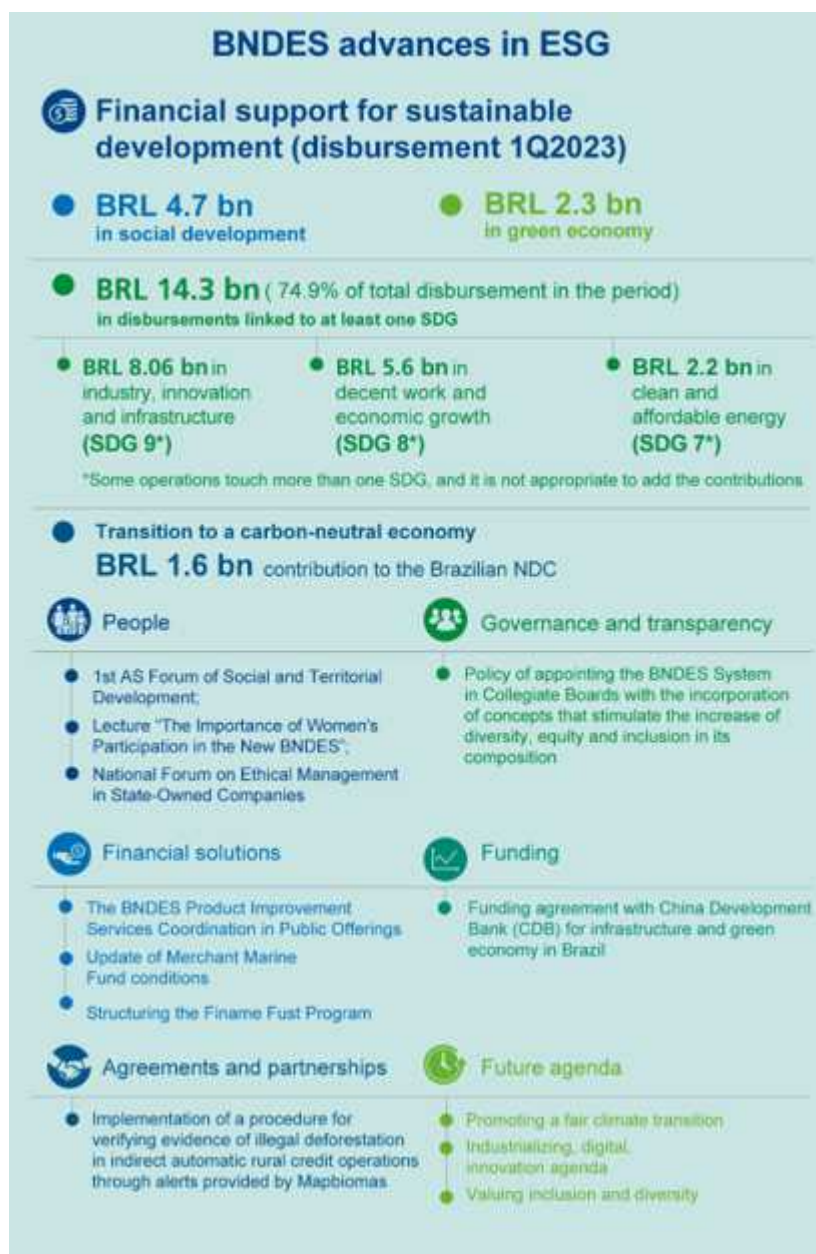 BNDES advances in ESG
Financial support for sustainable
development (disbursement 1Q2023)
BRL 4.7 bn
in social development
BRL 2.3 bn
in green economy
BRL 14.3 bn ( 74.9% of total disbursement in the period)
in disbursements linked to at least one SDG
BRL 8.06 bn in
industry, innovation
and infrastructure
(SDG 9*)
BRL 5.6 bn in
decent work and
economic growth
(SDG 8*)
BRL 2.2 bn in
clean and
affordable energy
(SDG 7*)
*Some operations touch more than one SDG, and it is not appropriate to add the contributions
Transition to a carbon-neutral economy
BRL 1.6 bn contribution to the Brazilian NDC
People
1st AS Forum of Social and Territorial
Development;
Lecture "The Importance of Women's
Participation in the New BNDES";
National Forum on Ethical Management
in State-Owned Companies
Governance and transparency
Policy of appointing the BNDES System
in Collegiate Boards with the incorporation
of concepts that stimulate the increase of
diversity, equity and inclusion in its
composition
Financial solutions
The BNDES Product Improvement
Services Coordination in Public Offerings
Update of Merchant Marine
Fund conditions
Structuring the Finame Fust Program
Funding
Funding agreement with China Development
Bank (CDB) for infrastructure and green
economy in Brazil
Agreements and partnerships
Implementation of a procedure for
verifying evidence of illegal deforestation
in indirect automatic rural credit operations
through alerts provided by Mapbiomas
Future agenda
Promoting a fair climate transition
Industrializing, digital,
innovation agenda
Valuing inclusion and diversity